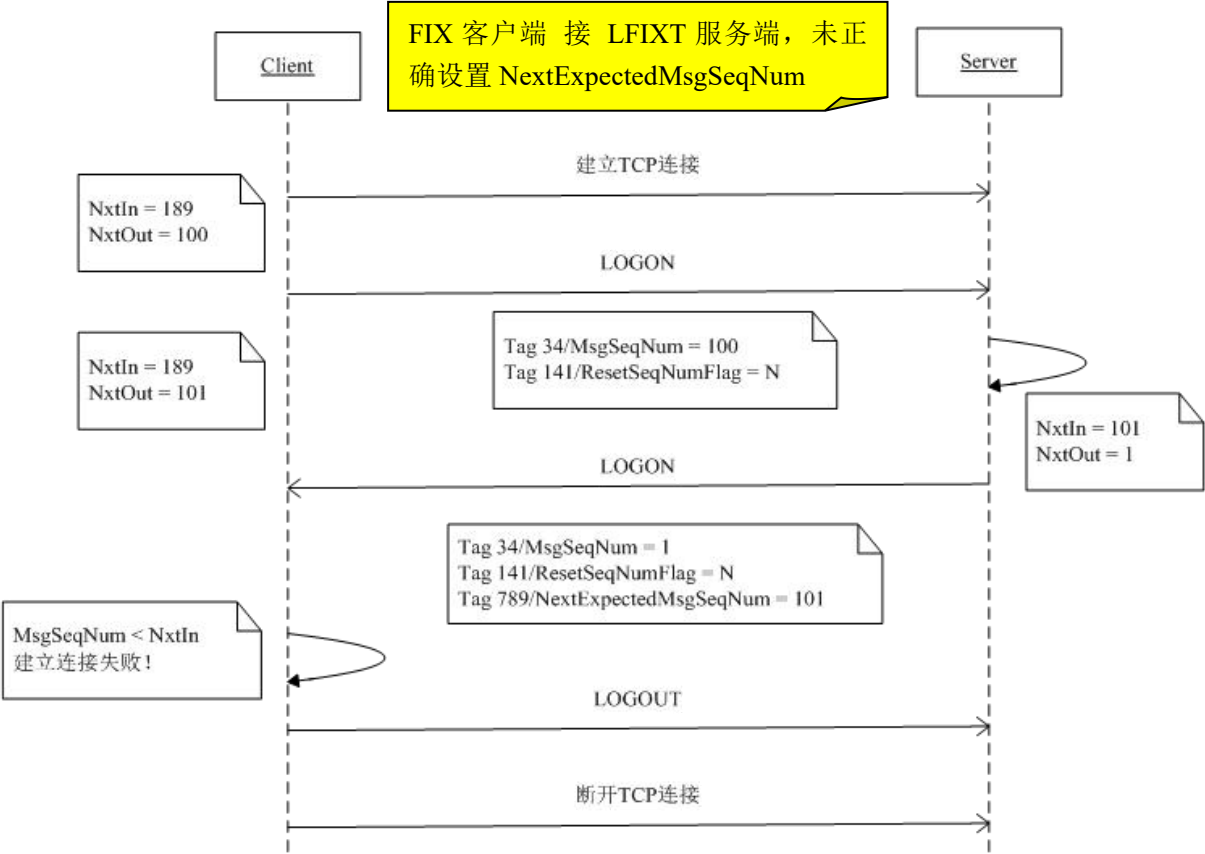 FIX 客户端 接 LFIXT 服务端，未正
确设置 NextExpectedMsgSeqNum
Client
Server
建立TCP连接
NxtIn = 189
NxtOut = 100
LOGON
Tag 34/MsgSeqNum = 100
Tag 141/ResetSeqNumFlag = N
NxtIn = 189
NxtOut = 101
NxtIn = 101
NxtOut = 1
LOGON
Tag 34/MsgSeqNum = 1
Tag 141/ResetSeqNumFlag = N
Tag 789/NextExpectedMsgSeqNum = 101
MsgSeqNum < NxtIn
建立连接失败！
LOGOUT
断开TCP连接